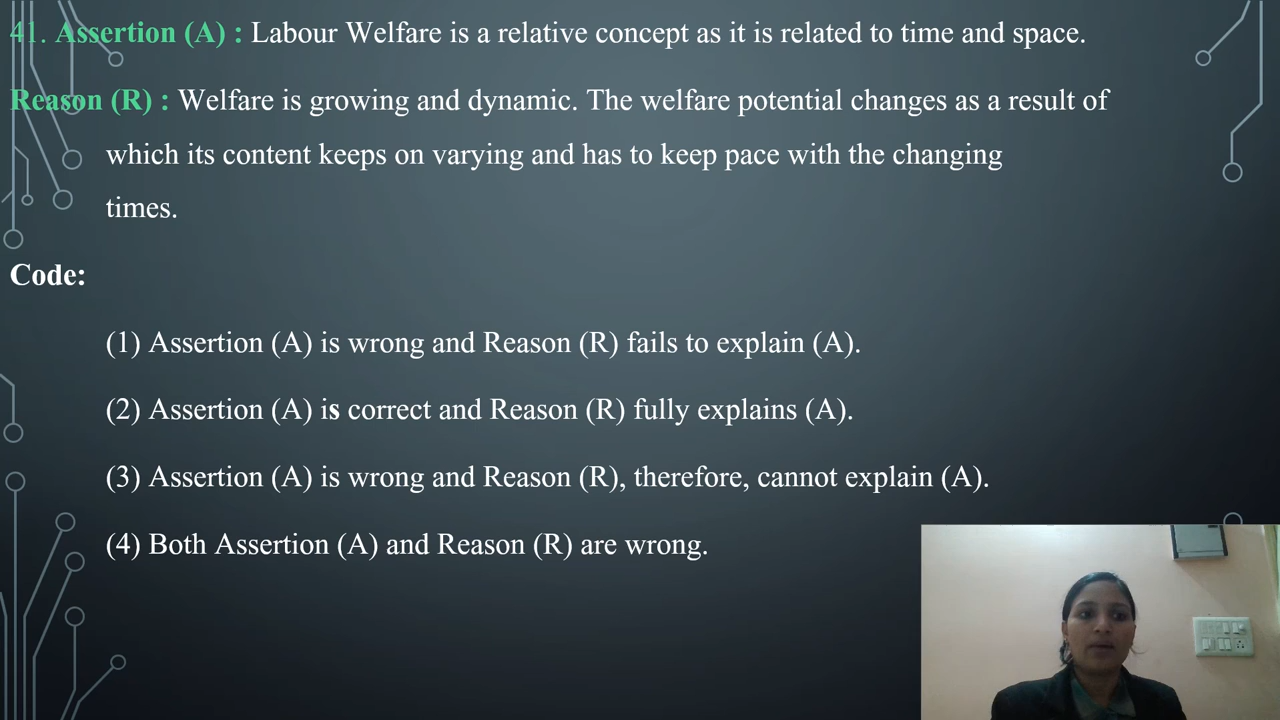 41. Assertion (A) : Labour Welfare is a relative concept as it is related to time and space.
Reason (R) : Welfare is growing and dynamic. The welfare potential changes as a result of
which its content keeps on varying and has to keep pace with the changing
times.
Code:
(1) Assertion (A) is wrong and Reason (R) fails to explain (A).
(2) Assertion (A) is correct and Reason (R) fully explains (A).
(3) Assertion (A) is wrong and Reason (R), therefore, cannot explain (A).
(4) Both Assertion (A) and Reason (R) are wrong.